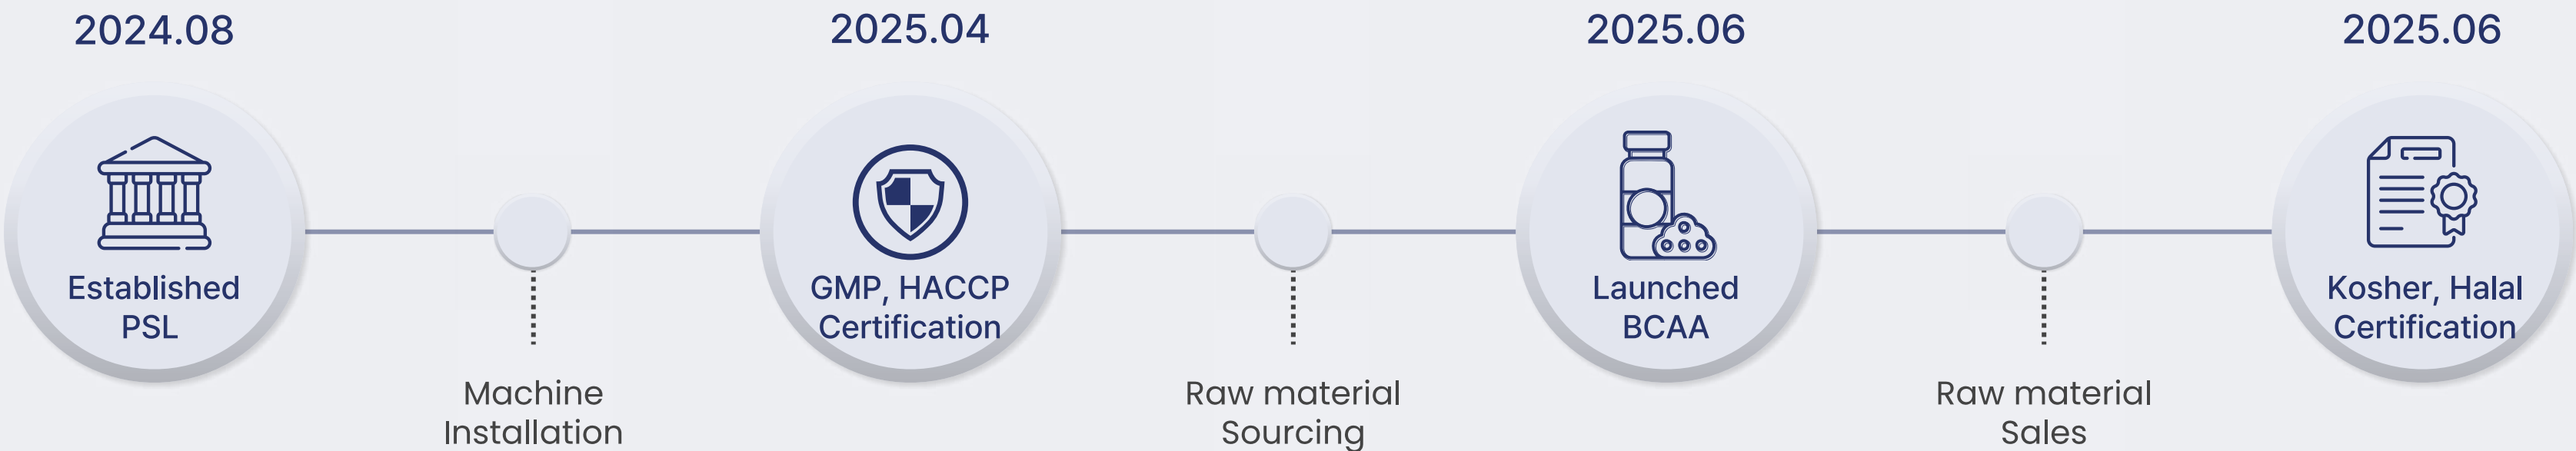 2024.08
2025.04
2025.06
2025.06
Established
PSL
GMP, HACCP
Certification
Launched
BCAA
Kosher, Halal
Certification
Machine
Installation
Raw material
Sourcing
Raw material
Sales